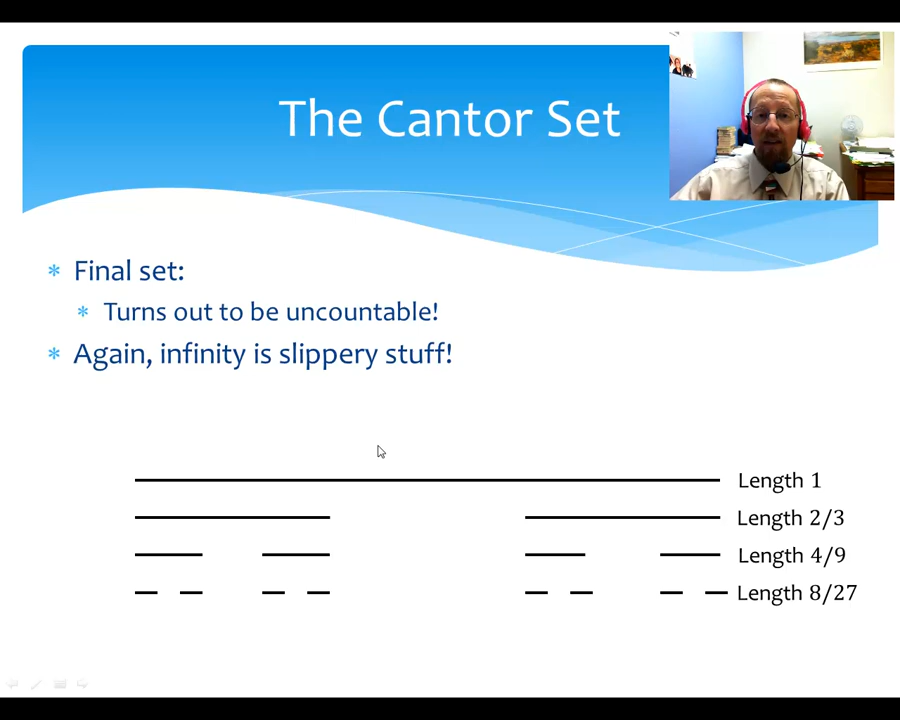 The Cantor Set
* Final set:
* Turns out to be uncountable!
* Again, infinity is slippery stuff!
Length 1
Length 2/3
Length 4/9
Length 8/27